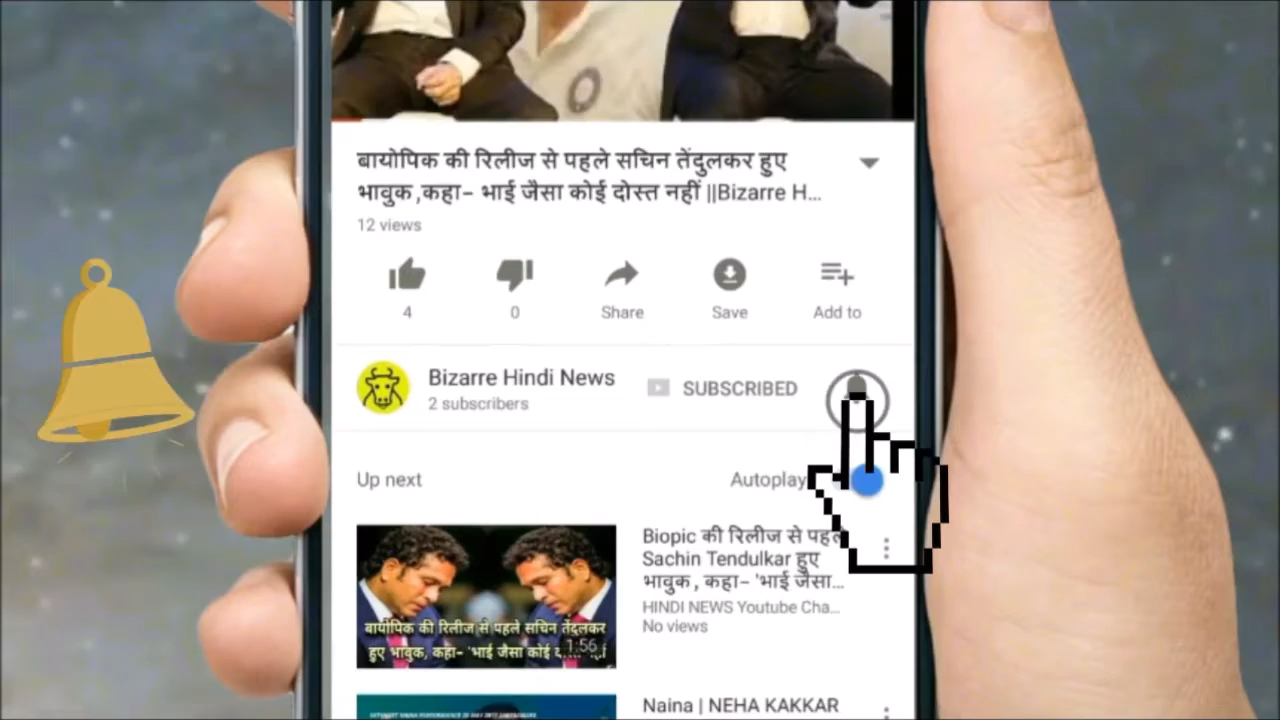 बायोपिक की रिलीज से पहले सचिन तेंदुलकर हुए
भावुक,कहा– भाई जैसा कोई दोस्त नहीं ||Bizarre H...
12 views
4
0
Share
Save
Add to
Bizarre Hindi News
SUBSCRIBED
2 subscribers
Up next
Autoplay
Biopic की रिलीज से पहले
Sachin Tendulkar हुए
भावुक, कहा– 'भाई जैसा...
HINDI NEWS Youtube Cha...
No views
बायोपिक की रिलीज से पहले सचिन तेंदुलकर
हुए भावुक, कहा– 'भाई जैसा कोई
1:56
Naina | NEHA KAKKAR